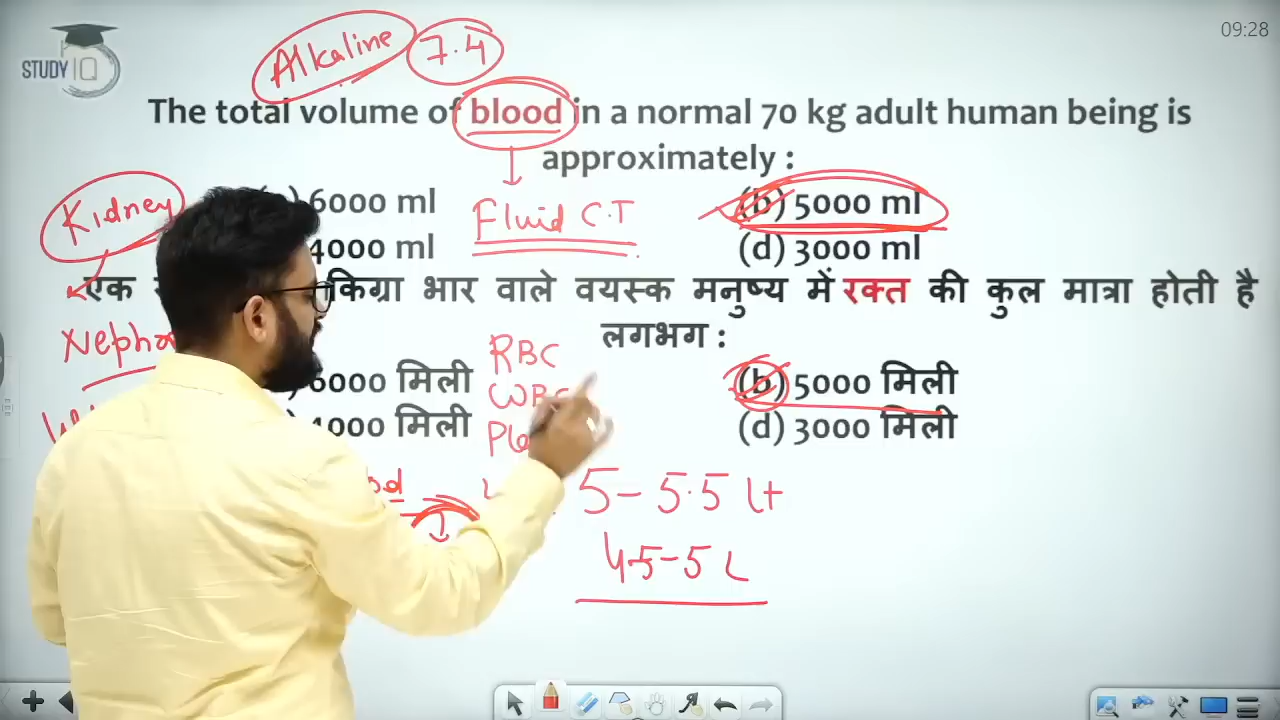 09:28
STUDY IQ
Alkaline 7.4
The total volume of blood in a normal 70 kg adult human being is
approximately :
6000 ml
(b) 5000 ml
Kidney
Fluid C.T
4000 ml
(d) 3000 ml
एक
किग्रा भार वाले वयस्क मनुष्य में रक्त की कुल मात्रा होती है
लगभग :
RBC
6000 मिली
(b) 5000 मिली
WBC
4000 मिली
(d) 3000 मिली
5 - 5.5 Lt
4.5 - 5 L